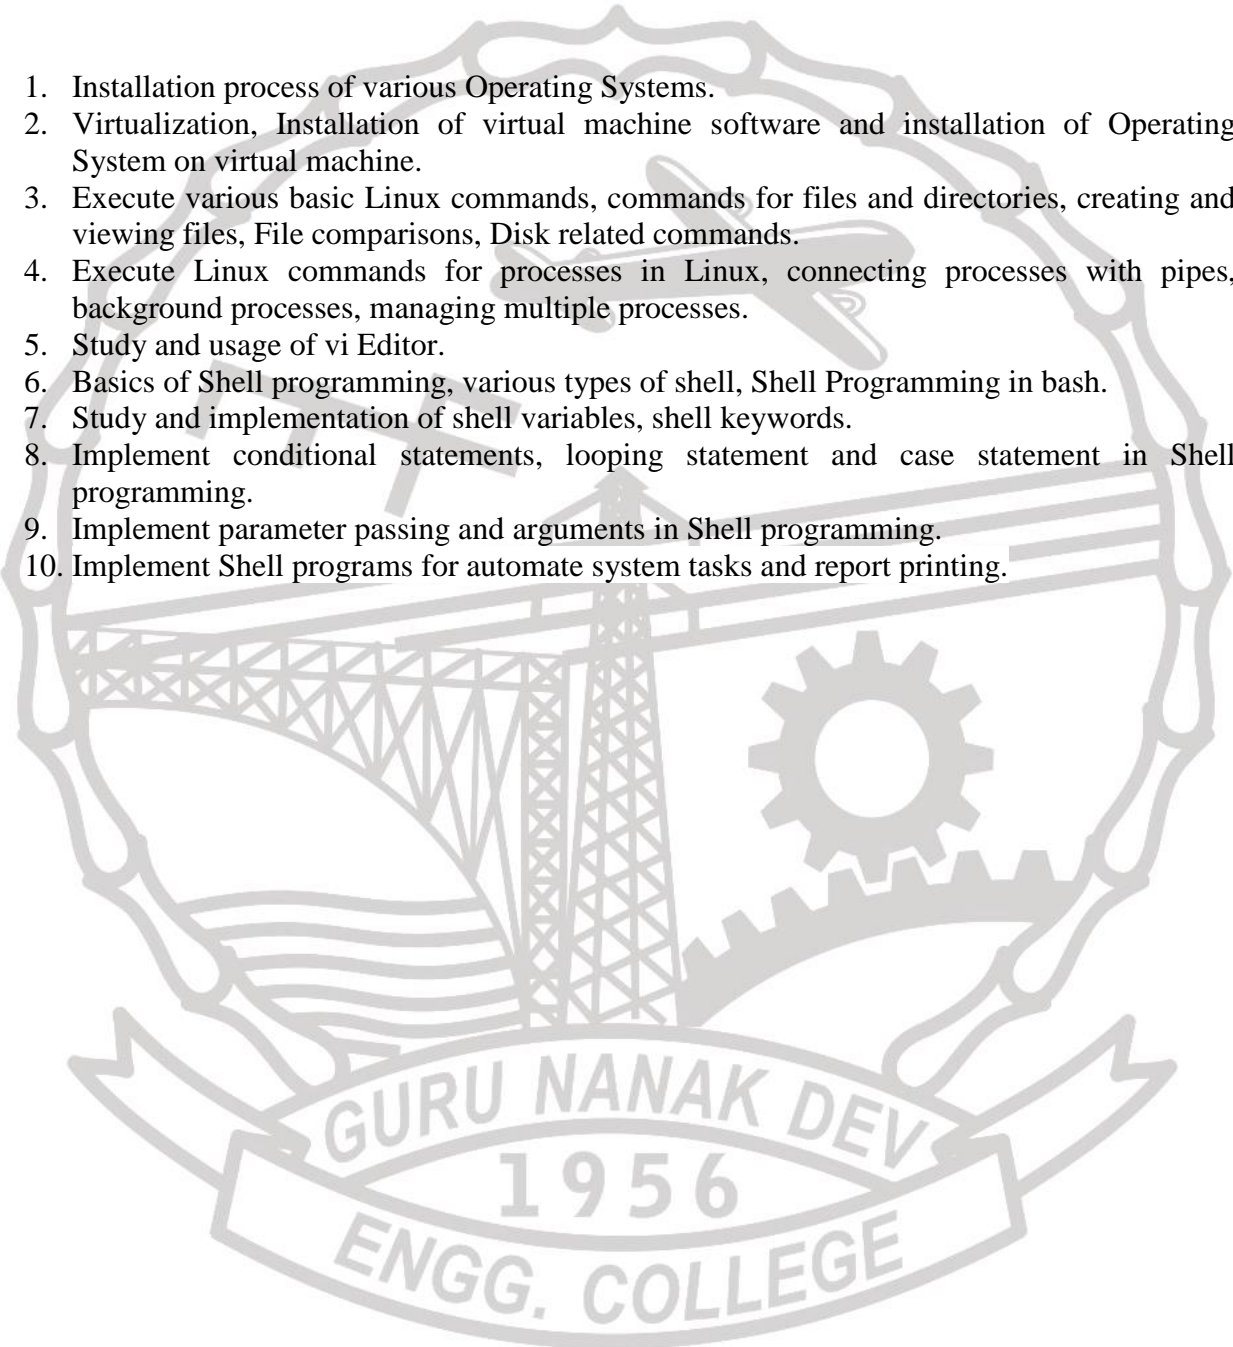 1. Installation process of various Operating Systems.
2. Virtualization, Installation of virtual machine software and installation of Operating
System on virtual machine.
3. Execute various basic Linux commands, commands for files and directories, creating and
viewing files, File comparisons, Disk related commands.
4. Execute Linux commands for processes in Linux, connecting processes with pipes,
background processes, managing multiple processes.
5. Study and usage of vi Editor.
6. Basics of Shell programming, various types of shell, Shell Programming in bash.
7. Study and implementation of shell variables, shell keywords.
8. Implement conditional statements, looping statement and case statement in Shell
programming.
9. Implement parameter passing and arguments in Shell programming.
10. Implement Shell programs for automate system tasks and report printing.
GURU NANAK DEV
1956
ENGG. COLLEGE